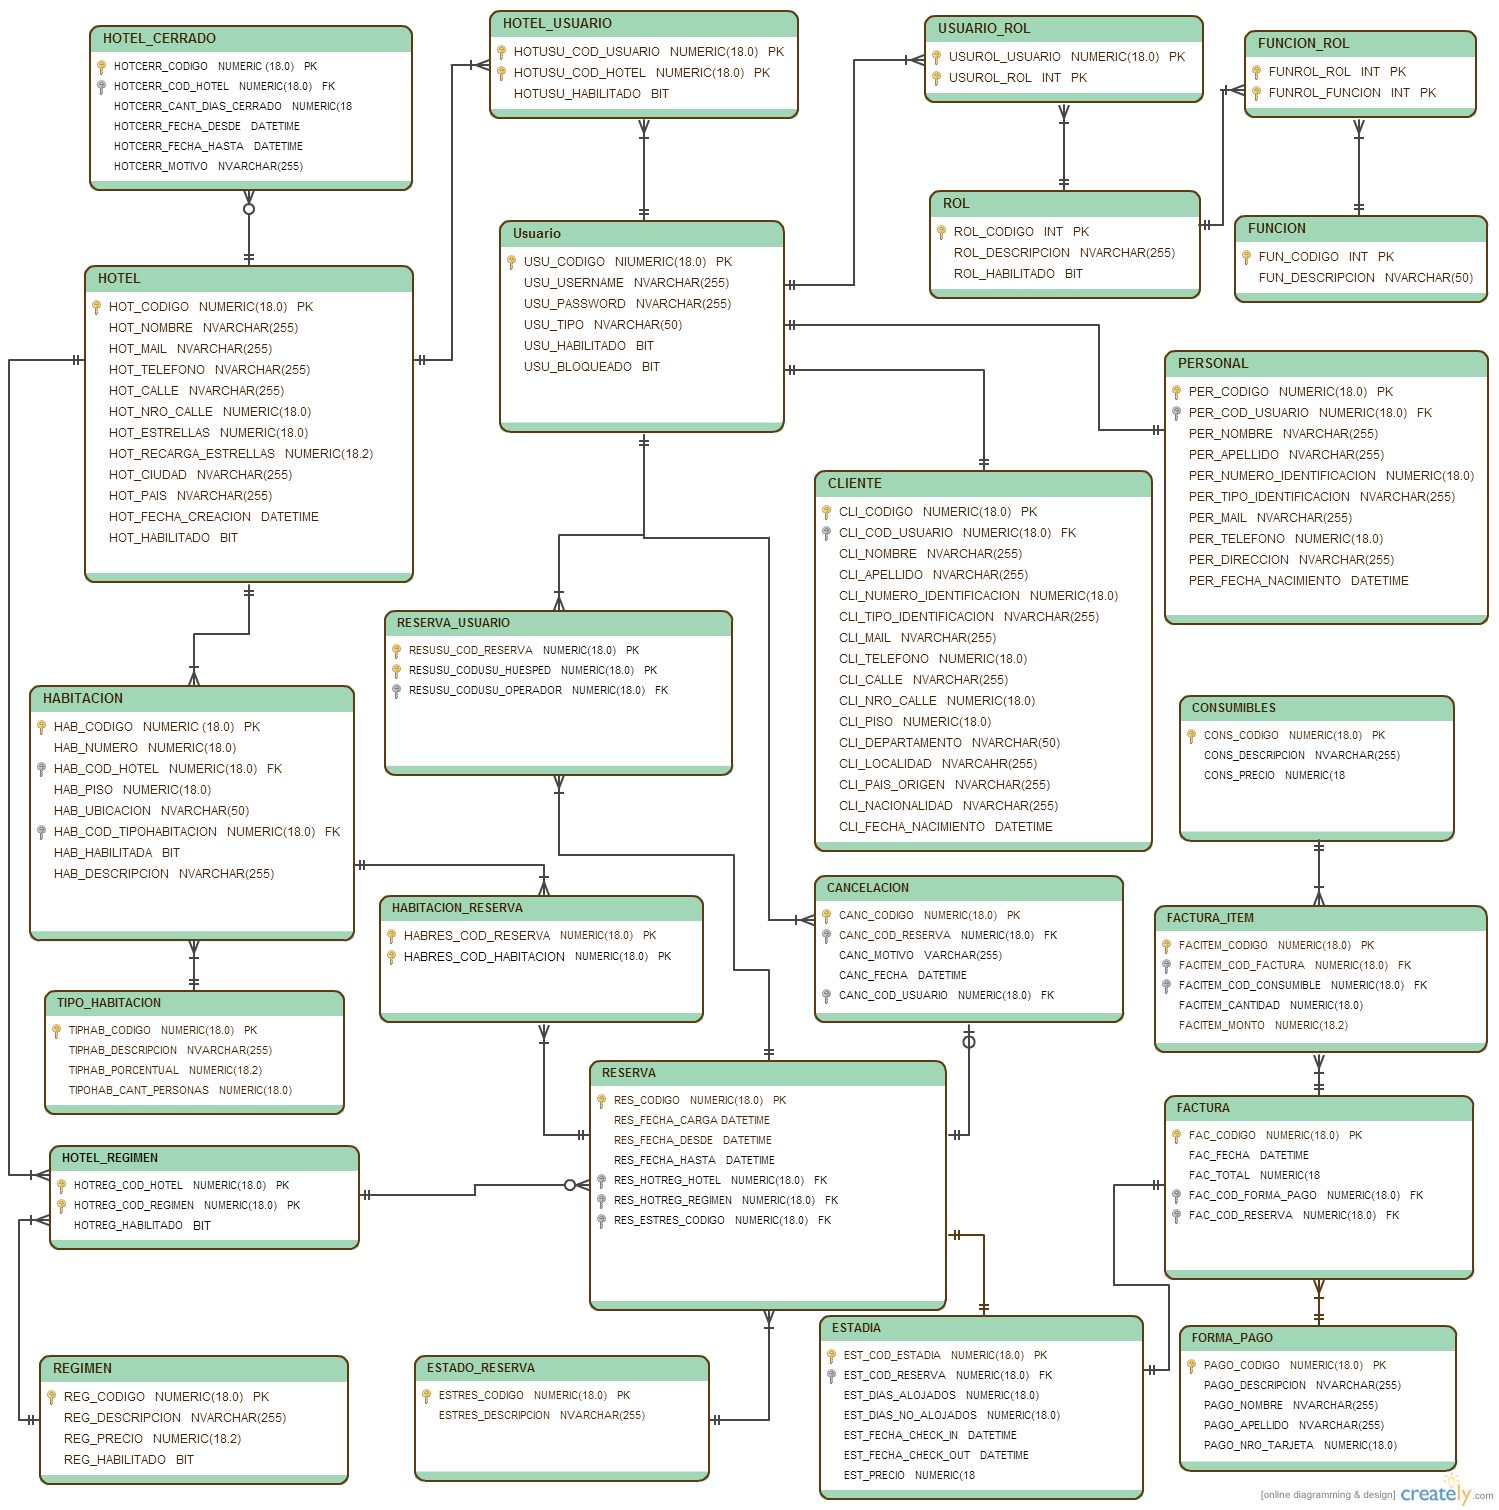 HOTEL_CERRADO
HOTCERR_CODIGO NUMERIC (18.0) PK
HOTCERR_COD_HOTEL NUMERIC(18.0) FK
HOTCERR_CANT_DIAS_CERRADO NUMERIC(18
HOTCERR_FECHA_DESDE DATETIME
HOTCERR_FECHA_HASTA DATETIME
HOTCERR_MOTIVO NVARCHAR(255)
HOTEL_USUARIO
HOTUSU_COD_USUARIO NUMERIC(18.0) PK
HOTUSU_COD_HOTEL NUMERIC(18.0) PK
HOTUSU_HABILITADO BIT
USUARIO_ROL
USUROL_USUARIO NUMERIC(18.0) PK
USUROL_ROL INT PK
FUNCION_ROL
FUNROL_ROL INT PK
FUNROL_FUNCION INT PK
HOTEL
HOT_CODIGO NUMERIC(18.0) PK
HOT_NOMBRE NVARCHAR(255)
HOT_MAIL NVARCHAR(255)
HOT_TELEFONO NVARCHAR(255)
HOT_CALLE NVARCHAR(255)
HOT_NRO_CALLE NUMERIC(18.0)
HOT_ESTRELLAS NUMERIC(18.0)
HOT_RECARGA_ESTRELLAS NUMERIC(18.2)
HOT_CIUDAD NVARCHAR(255)
HOT_PAIS NVARCHAR(255)
HOT_FECHA_CREACION DATETIME
HOT_HABILITADO BIT
Usuario
USU_CODIGO NIUMERIC(18.0) PK
USU_USERNAME NVARCHAR(255)
USU_PASSWORD NVARCHAR(255)
USU_TIPO NVARCHAR(50)
USU_HABILITADO BIT
USU_BLOQUEADO BIT
ROL
ROL_CODIGO INT PK
ROL_DESCRIPCION NVARCHAR(255)
ROL_HABILITADO BIT
FUNCION
FUN_CODIGO INT PK
FUN_DESCRIPCION NVARCHAR(50)
PERSONAL
PER_CODIGO NUMERIC(18.0) PK
PER_COD_USUARIO NUMERIC(18.0) FK
PER_NOMBRE NVARCHAR(255)
PER_APELLIDO NVARCHAR(255)
PER_NUMERO_IDENTIFICACION NUMERIC(18.0)
PER_TIPO_IDENTIFICACION NVARCHAR(255)
PER_MAIL NVARCHAR(255)
PER_TELEFONO NUMERIC(18.0)
PER_DIRECCION NVARCHAR(255)
PER_FECHA_NACIMIENTO DATETIME
CLIENTE
CLI_CODIGO NUMERIC(18.0) PK
CLI_COD_USUARIO NUMERIC(18.0) FK
CLI_NOMBRE NVARCHAR(255)
CLI_APELLIDO NVARCHAR(255)
CLI_NUMERO_IDENTIFICACION NUMERIC(18.0)
CLI_TIPO_IDENTIFICACION NVARCHAR(255)
CLI_MAIL NVARCHAR(255)
CLI_TELEFONO NUMERIC(18.0)
CLI_CALLE NVARCHAR(255)
CLI_NRO_CALLE NUMERIC(18.0)
CLI_PISO NUMERIC(18.0)
CLI_DEPARTAMENTO NVARCHAR(50)
CLI_LOCALIDAD NVARCAHR(255)
CLI_PAIS_ORIGEN NVARCHAR(255)
CLI_NACIONALIDAD NVARCHAR(255)
CLI_FECHA_NACIMIENTO DATETIME
RESERVA_USUARIO
RESUSU_COD_RESERVA NUMERIC(18.0) PK
RESUSU_CODUSU_HUESPED NUMERIC(18.0) PK
RESUSU_CODUSU_OPERADOR NUMERIC(18.0) FK
HABITACION
HAB_CODIGO NUMERIC (18.0) PK
HAB_NUMERO NUMERIC(18.0)
HAB_COD_HOTEL NUMERIC(18.0) FK
HAB_PISO NUMERIC(18.0)
HAB_UBICACION NVARCHAR(50)
HAB_COD_TIPOHABITACION NUMERIC(18.0) FK
HAB_HABILITADA BIT
HAB_DESCRIPCION NVARCHAR(255)
CONSUMIBLES
CONS_CODIGO NUMERIC(18.0) PK
CONS_DESCRIPCION NVARCHAR(255)
CONS_PRECIO NUMERIC(18
HABITACION_RESERVA
HABRES_COD_RESERVA NUMERIC(18.0) PK
HABRES_COD_HABITACION NUMERIC(18.0) PK
CANCELACION
CANC_CODIGO NUMERIC(18.0) PK
CANC_COD_RESERVA NUMERIC(18.0) FK
CANC_MOTIVO VARCHAR(255)
CANC_FECHA DATETIME
CANC_COD_USUARIO NUMERIC(18.0) FK
FACTURA_ITEM
FACITEM_CODIGO NUMERIC(18.0) PK
FACITEM_COD_FACTURA NUMERIC(18.0) FK
FACITEM_COD_CONSUMIBLE NUMERIC(18.0) FK
FACITEM_CANTIDAD NUMERIC(18.0)
FACITEM_MONTO NUMERIC(18.2)
TIPO_HABITACION
TIPHAB_CODIGO NUMERIC(18.0) PK
TIPHAB_DESCRIPCION NVARCHAR(255)
TIPHAB_PORCENTUAL NUMERIC(18.2)
TIPOHAB_CANT_PERSONAS NUMERIC(18.0)
RESERVA
RES_CODIGO NUMERIC(18.0) PK
RES_FECHA_CARGA DATETIME
RES_FECHA_DESDE DATETIME
RES_FECHA_HASTA DATETIME
RES_HOTREG_HOTEL NUMERIC(18.0) FK
RES_HOTREG_REGIMEN NUMERIC(18.0) FK
RES_ESTRES_CODIGO NUMERIC(18.0) FK
FACTURA
FAC_CODIGO NUMERIC(18.0) PK
FAC_FECHA DATETIME
FAC_TOTAL NUMERIC(18
FAC_COD_FORMA_PAGO NUMERIC(18.0) FK
FAC_COD_RESERVA NUMERIC(18.0) FK
HOTEL_REGIMEN
HOTREG_COD_HOTEL NUMERIC(18.0) PK
HOTREG_COD_REGIMEN NUMERIC(18.0) PK
HOTREG_HABILITADO BIT
REGIMEN
REG_CODIGO NUMERIC(18.0) PK
REG_DESCRIPCION NVARCHAR(255)
REG_PRECIO NUMERIC(18.2)
REG_HABILITADO BIT
ESTADO_RESERVA
ESTRES_CODIGO NUMERIC(18.0) PK
ESTRES_DESCRIPCION NVARCHAR(255)
ESTADIA
EST_COD_ESTADIA NUMERIC(18.0) PK
EST_COD_RESERVA NUMERIC(18.0) FK
EST_DIAS_ALOJADOS NUMERIC(18.0)
EST_DIAS_NO_ALOJADOS NUMERIC(18.0)
EST_FECHA_CHECK_IN DATETIME
EST_FECHA_CHECK_OUT DATETIME
EST_PRECIO NUMERIC(18
FORMA_PAGO
PAGO_CODIGO NUMERIC(18.0) PK
PAGO_DESCRIPCION NVARCHAR(255)
PAGO_NOMBRE NVARCHAR(255)
PAGO_APELLIDO NVARCHAR(255)
PAGO_NRO_TARJETA NUMERIC(18.0)
[online diagramming & design] creately.com